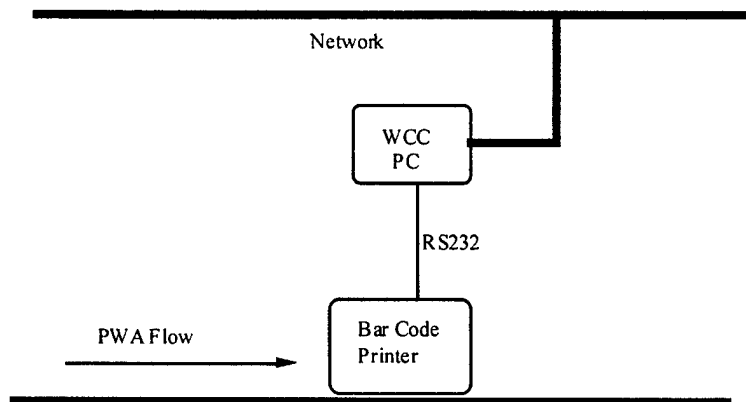 Network
WCC
PC
RS232
PWA Flow
Bar Code
Printer